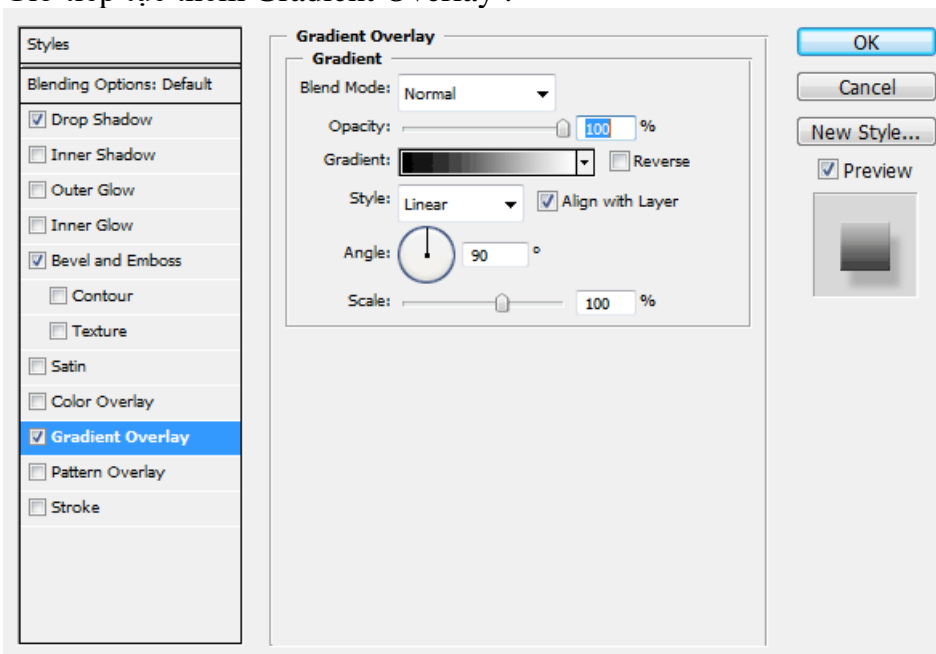 Gradient Overlay :
Styles
Blending Options: Default
Drop Shadow
Inner Shadow
Outer Glow
Inner Glow
Bevel and Emboss
Contour
Texture
Satin
Color Overlay
Gradient Overlay
Pattern Overlay
Stroke
Gradient Overlay
Gradient
Blend Mode: Normal
Opacity: 100 %
Gradient: Reverse
Style: Linear Align with Layer
Angle: 90 °
Scale: 100 %
OK
Cancel
New Style...
Preview